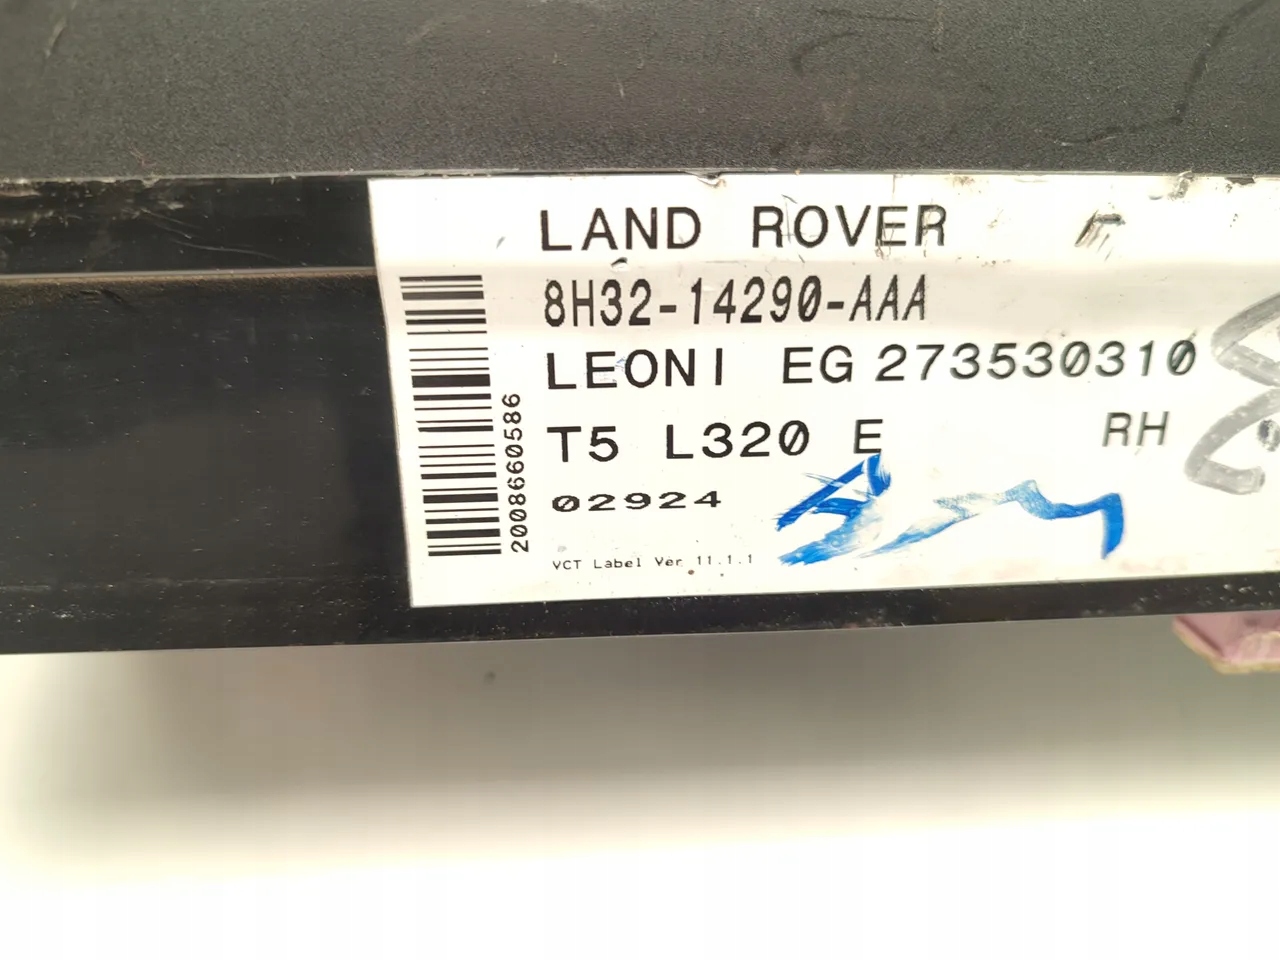 LAND ROVER
8H32-14290-AAA
LEONI EG 273530310
T5 L320 E RH
02924
VCT Label Ver 11.1.1
2008660586